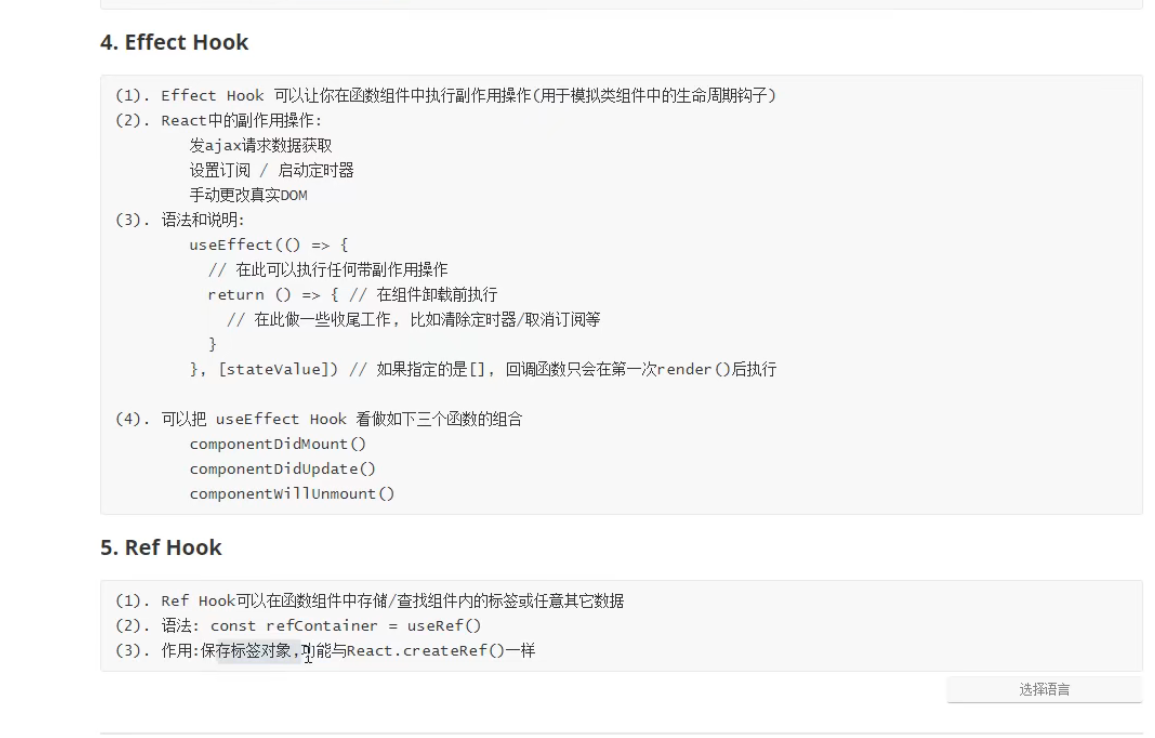 4. Effect Hook
(1). Effect Hook 可以让你在函数组件中执行副作用操作(用于模拟类组件中的生命周期钩子)
(2). React中的副作用操作:
发ajax请求数据获取
设置订阅 / 启动定时器
手动更改真实DOM
(3). 语法和说明:
useEffect(() => {
// 在此可以执行任何带副作用操作
return () => { // 在组件卸载前执行
// 在此做一些收尾工作, 比如清除定时器/取消订阅等
}
}, [stateValue]) // 如果指定的是[], 回调函数只会在第一次render()后执行
(4). 可以把 useEffect Hook 看做如下三个函数的组合
componentDidMount()
componentDidUpdate()
componentWillUnmount()
5. Ref Hook
(1). Ref Hook可以在函数组件中存储/查找组件内的标签或任意其它数据
(2). 语法: const refContainer = useRef()
(3). 作用:保存标签对象,功能与React.createRef()一样
选择语言